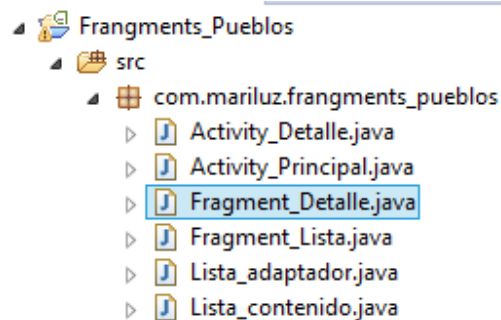 Frangments_Pueblos
src
com.mariluz.frangments_pueblos
Activity_Detalle.java
Activity_Principal.java
Fragment_Detalle.java
Fragment_Lista.java
Lista_adaptador.java
Lista_contenido.java